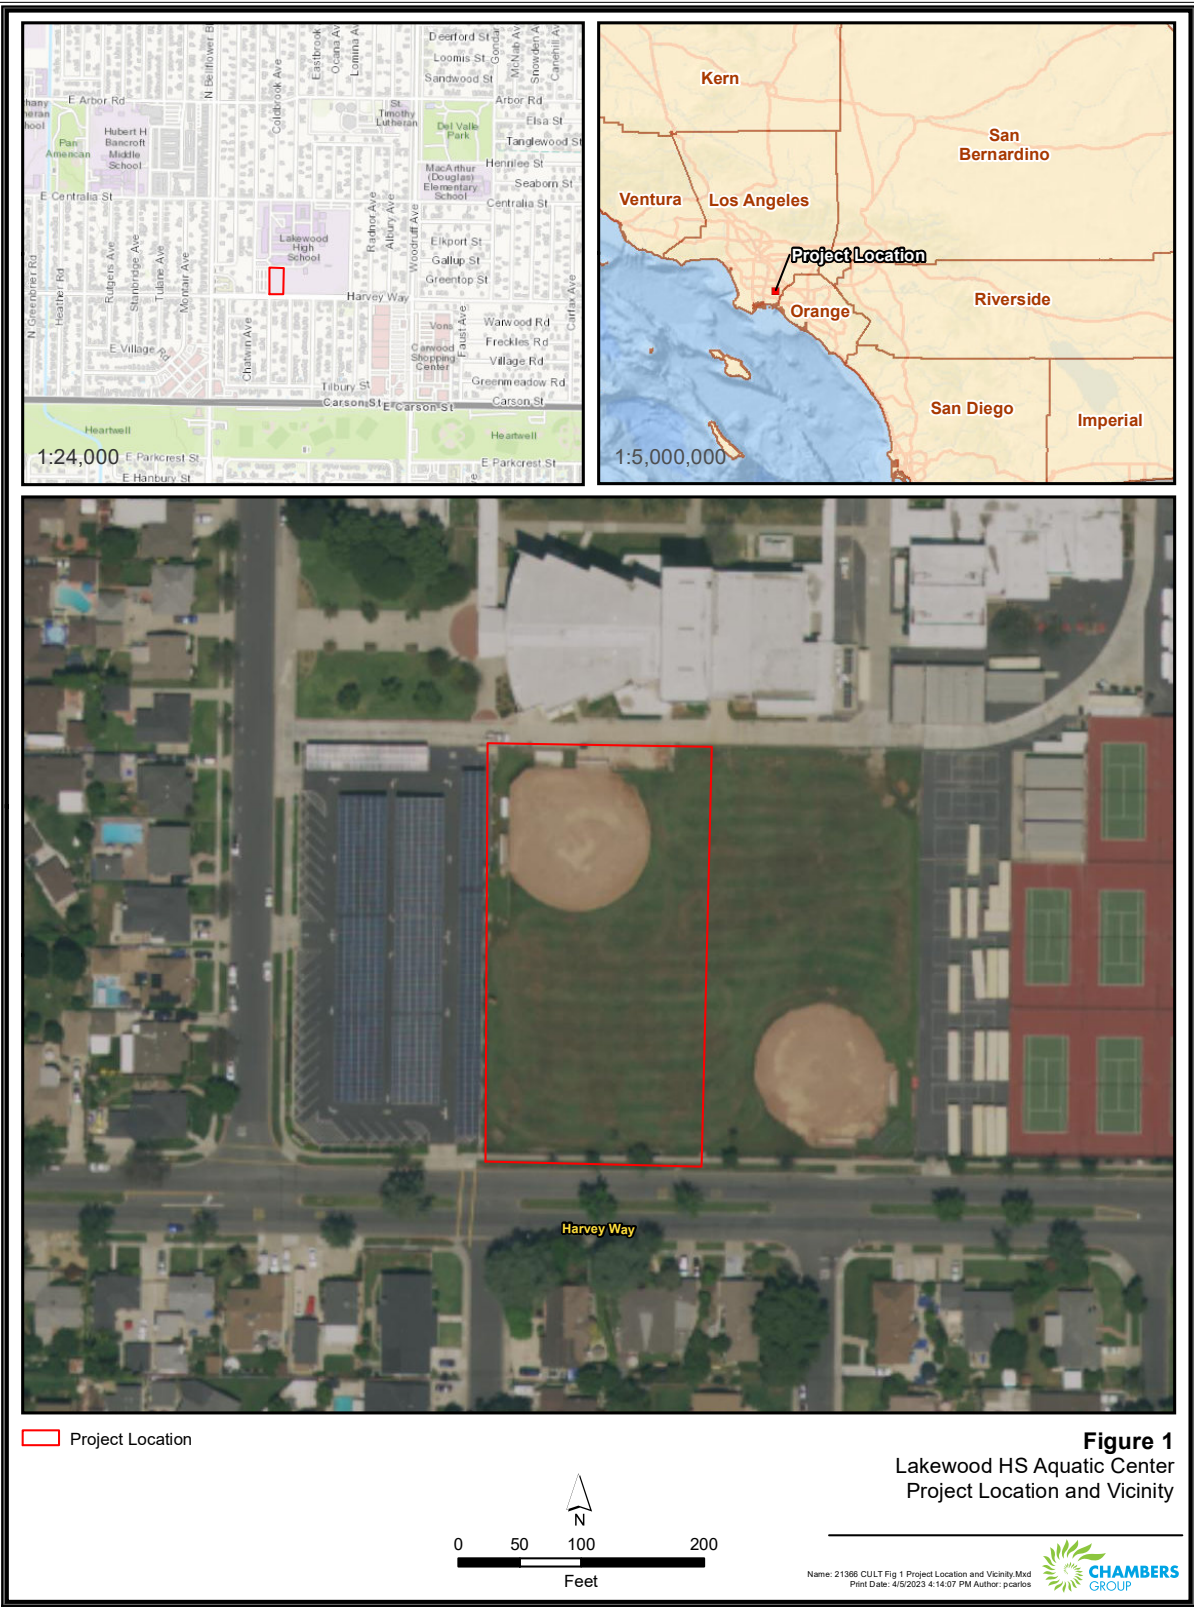 N Bellflower Bl
Coldbrook Ave
Eastbrook
Ocana Av
Lomina Av
Deerford St
Loomis St
Sandwood St
Gondar
McNab Av
Snowden Av
Canehill Av
E Arbor Rd
Arbor Rd
hany
heran
hool
Pan
American
Hubert H
Bancroft
Middle
School
St
Timothy
Lutheran
Del Valle
Park
Elsa St
Tanglewood St
Henrilee St
MacArthur
(Douglas)
Elementary
School
Seaborn St
Centralia St
E Centralia St
Lakewood
High
School
Radnor Ave
Albury Ave
Woodruff Ave
Elkport St
Gallup St
Greentop St
N Greenbrier Rd
Heather Rd
Rutgers Ave
Stanbridge Ave
Tulane Ave
Montair Ave
Harvey Way
Carfax Ave
Chatwin Ave
Vons
Faust Ave
Carwood
Shopping
Center
Warwood Rd
Freckles Rd
Village Rd
Greenmeadow Rd
E Village Rd
Tilbury St
Carson St
E Carson St
Carson St
Heartwell
Heartwell
1:24,000
E Parkcrest St
E Parkcrest St
E Hanbury St
Kern
San
Bernardino
Ventura
Los Angeles
Project Location
Orange
Riverside
San Diego
Imperial
1:5,000,000
Harvey Way
Project Location
Figure 1
Lakewood HS Aquatic Center
Project Location and Vicinity
N
0 50 100 200
Feet
Name: 21366 CULT Fig 1 Project Location and Vicinity.Mxd
Print Date: 4/5/2023 4:14:07 PM Author: pcarlos
CHAMBERS
GROUP